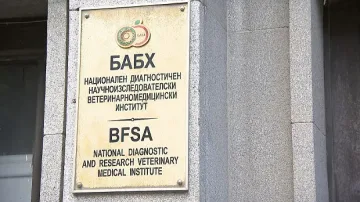 БАБХ
НАЦИОНАЛЕН ДИАГНОСТИЧЕН
НАУЧНОИЗСЛЕДОВАТЕЛСКИ
ВЕТЕРИНАРНОМЕДИЦИНСКИ
ИНСТИТУТ
BFSA
NATIONAL DIAGNOSTIC
AND RESEARCH VETERINARY
MEDICAL INSTITUTE